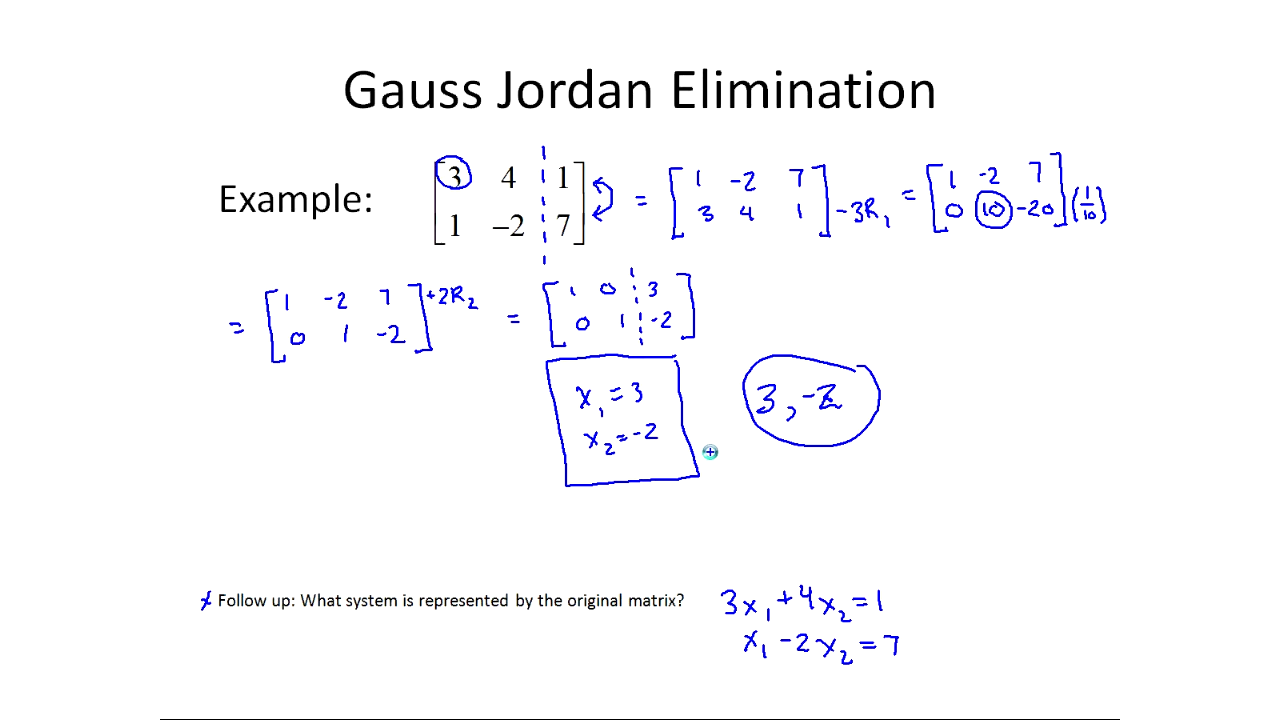 Gauss Jordan Elimination
Example: [3 4 1 = [1 -2 7 = [1 -2 7
1 -2 7] 3 4 1] -3R₁ 0 10 -20] (1/10)
= [1 -2 7 +2R₂ = [1 0 3
0 1 -2] 0 1 -2]
x₁ = 3
x₂ = -2
3, -2
Follow up: What system is represented by the original matrix?
3x₁ + 4x₂ = 1
x₁ - 2x₂ = 7